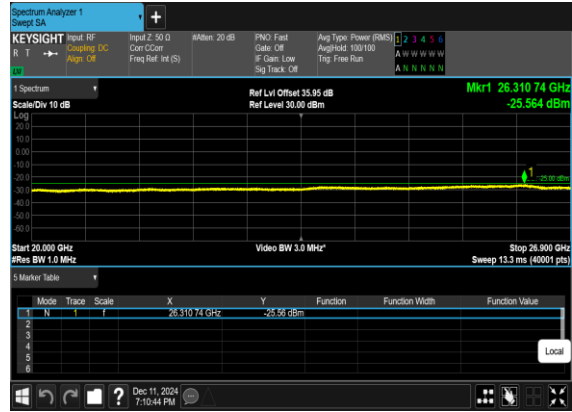 Spectrum Analyzer 1
Swept SA
+
KEYSIGHT Input: RF Input Z: 50 Ω #Atten: 20 dB PNO: Fast Avg Type: Power (RMS) 1 2 3 4 5 6
R T Coupling: DC Corr CCorr Gate: Off Avg|Hold: 100/100 A W W W W W
Align: Off Freq Ref: Int (S) IF Gain: Low Trig: Free Run
Sig Track: Off A N N N N N
1 Spectrum Ref Lvl Offset 35.95 dB Mkr1 26.310 74 GHz
Scale/Div 10 dB Ref Level 30.00 dBm -25.564 dBm
Log
20.0
10.0
0.00
-10.0
1
-20.0 -25.00 dBm
-30.0
-40.0
-50.0
-60.0
Start 20.000 GHz Video BW 3.0 MHz* Stop 26.900 GHz
#Res BW 1.0 MHz Sweep 13.3 ms (40001 pts)
5 Marker Table
Mode Trace Scale X Y Function Function Width Function Value
1 N 1 f 26.310 74 GHz -25.56 dBm
2
3
4
5
6
Local
? Dec 11, 2024
7:10:44 PM